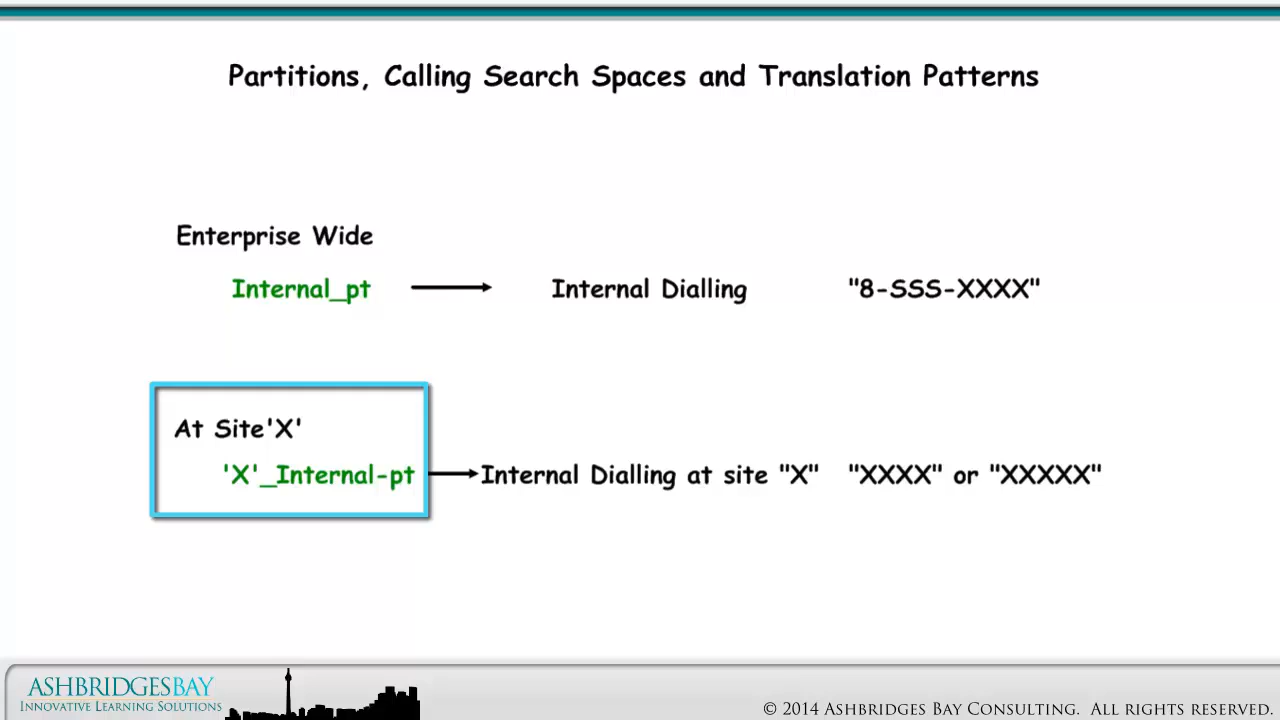 Partitions, Calling Search Spaces and Translation Patterns
Enterprise Wide
Internal_pt Internal Dialling "8-SSS-XXXX"
At Site'X'
'X'_Internal-pt Internal Dialling at site "X" "XXXX" or "XXXXX"
ASHBRIDGESBAY
INNOVATIVE LEARNING SOLUTIONS
© 2014 ASHBRIDGES BAY CONSULTING. ALL RIGHTS RESERVED.